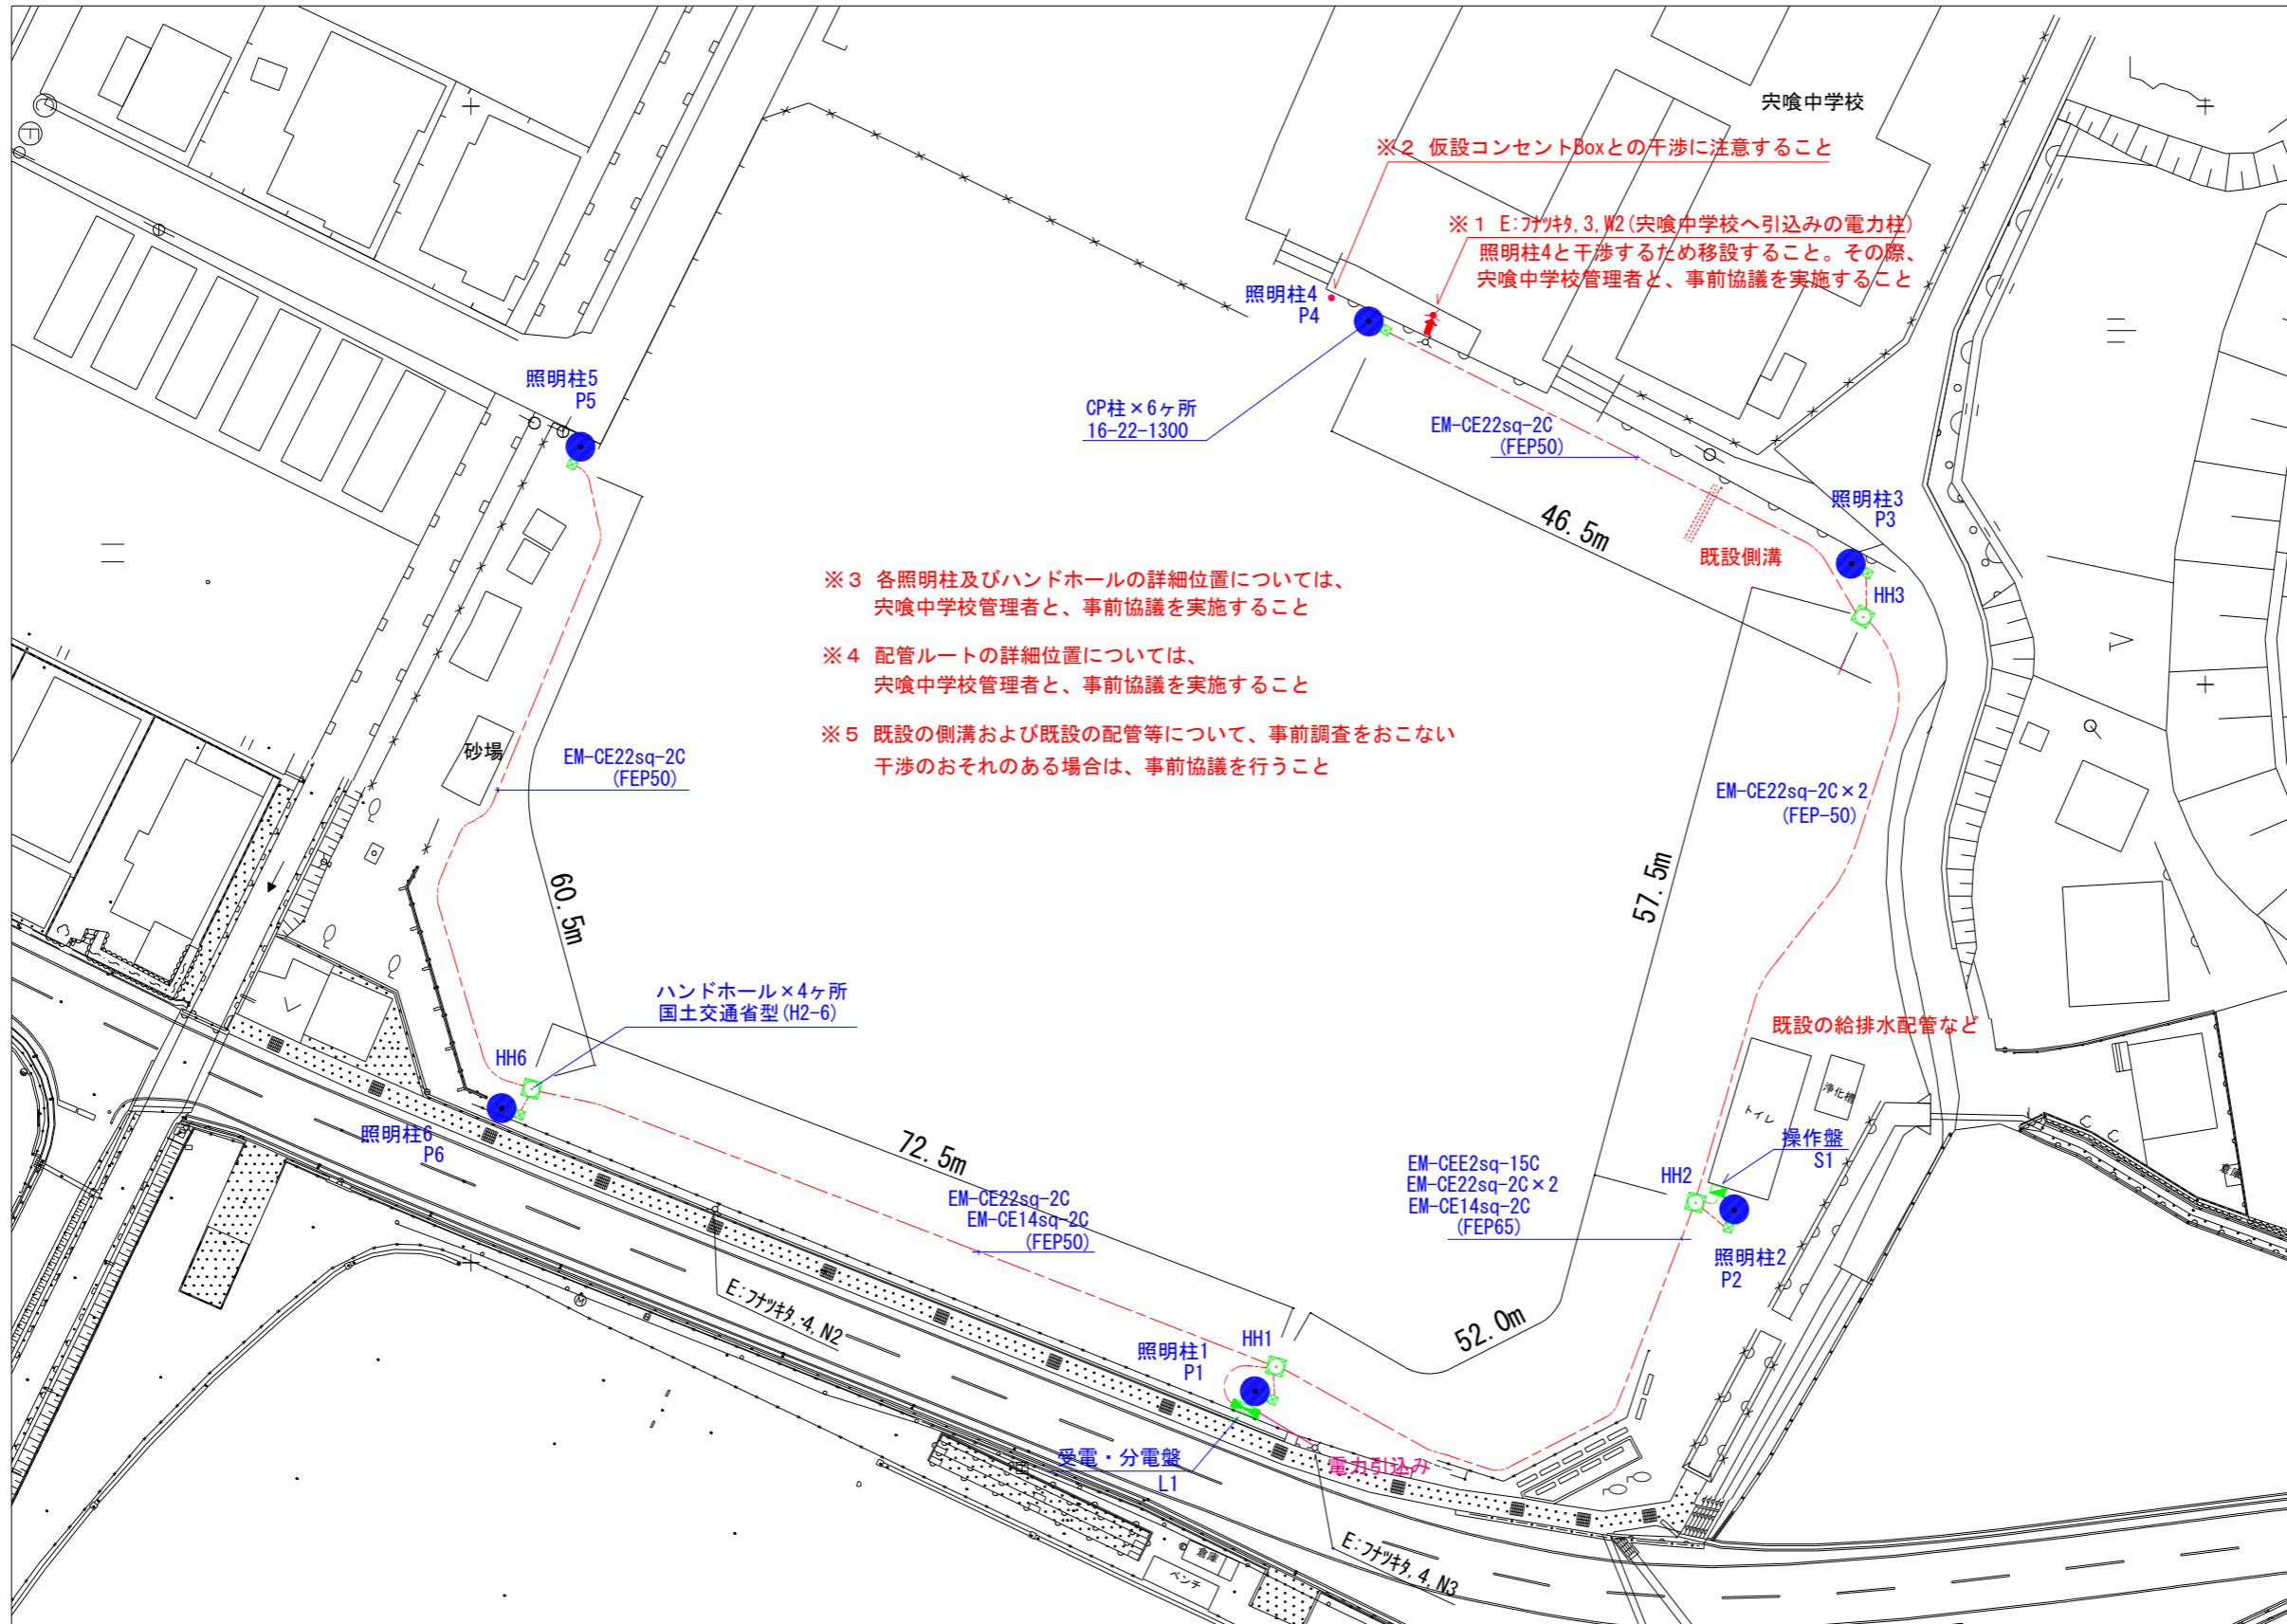 宍喰中学校
※2 仮設コンセントBoxとの干渉に注意すること
※1 E:フナツキタ,3,W2(宍喰中学校へ引込みの電力柱)
照明柱4と干渉するため移設すること。その際、
宍喰中学校管理者と、事前協議を実施すること
照明柱4
P4
照明柱5
P5
CP柱×6ヶ所
16-22-1300
EM-CE22sq-2C
(FEP50)
照明柱3
P3
46.5m
既設側溝
HH3
※3 各照明柱及びハンドホールの詳細位置については、
宍喰中学校管理者と、事前協議を実施すること
※4 配管ルートの詳細位置については、
宍喰中学校管理者と、事前協議を実施すること
※5 既設の側溝および既設の配管等について、事前調査をおこない
干渉のおそれのある場合は、事前協議を行うこと
砂場
EM-CE22sq-2C
(FEP50)
EM-CE22sq-2C×2
(FEP-50)
60.5m
57.5m
ハンドホール×4ヶ所
国土交通省型(H2-6)
既設の給排水配管など
HH6
浄化槽
トイレ
照明柱6
P6
72.5m
操作盤
S1
EM-CEE2sq-15C
EM-CE22sq-2C×2
EM-CE14sq-2C
(FEP65)
HH2
倉庫
EM-CE22sq-2C
EM-CE14sq-2C
(FEP50)
照明柱2
P2
E:フナツキタ,4,N2
52.0m
HH1
照明柱1
P1
受電・分電盤
L1
電力引込み
E:フナツキタ,4,N3
倉庫
ベンチ